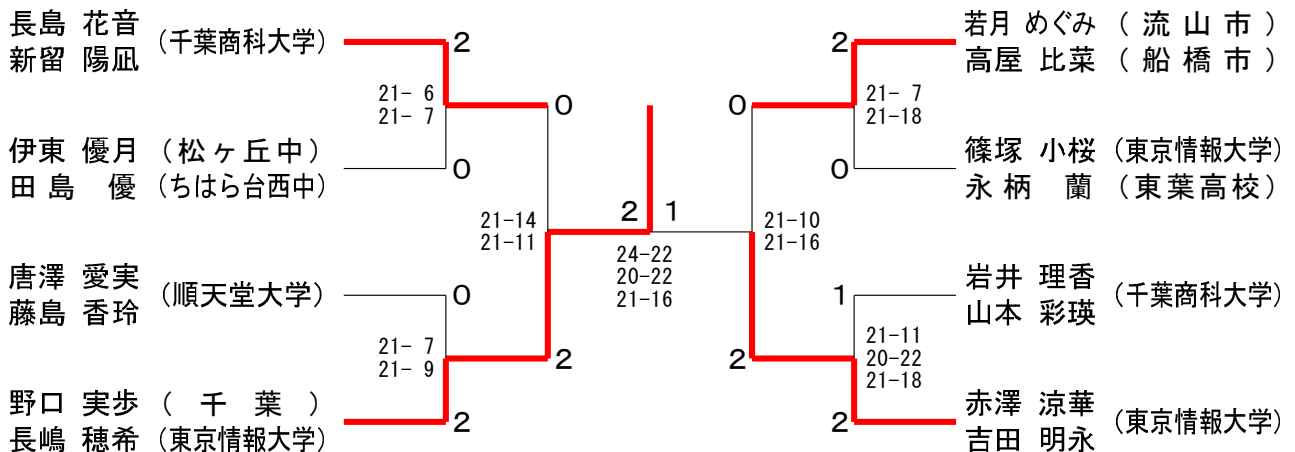 長島 花音 (千葉商科大学)
新留 陽凪
2
21- 6
21- 7
0
伊東 優月 (松ヶ丘中)
田島 優 (ちはら台西中)
0
21-14
21-11
唐澤 愛実 (順天堂大学)
藤島 香玲
0
21- 7
21- 9
2
野口 実歩 (千葉)
長嶋 穂希 (東京情報大学)
2
2 1
24-22
20-22
21-16
若月 めぐみ (流山市)
高屋 比菜 (船橋市)
2
0
21- 7
21-18
篠塚 小桜 (東京情報大学)
永柄 蘭 (東葉高校)
0
21-10
21-16
岩井 理香 (千葉商科大学)
山本 彩瑛
1
2
21-11
20-22
21-18
赤澤 涼華 (東京情報大学)
吉田 明永
2